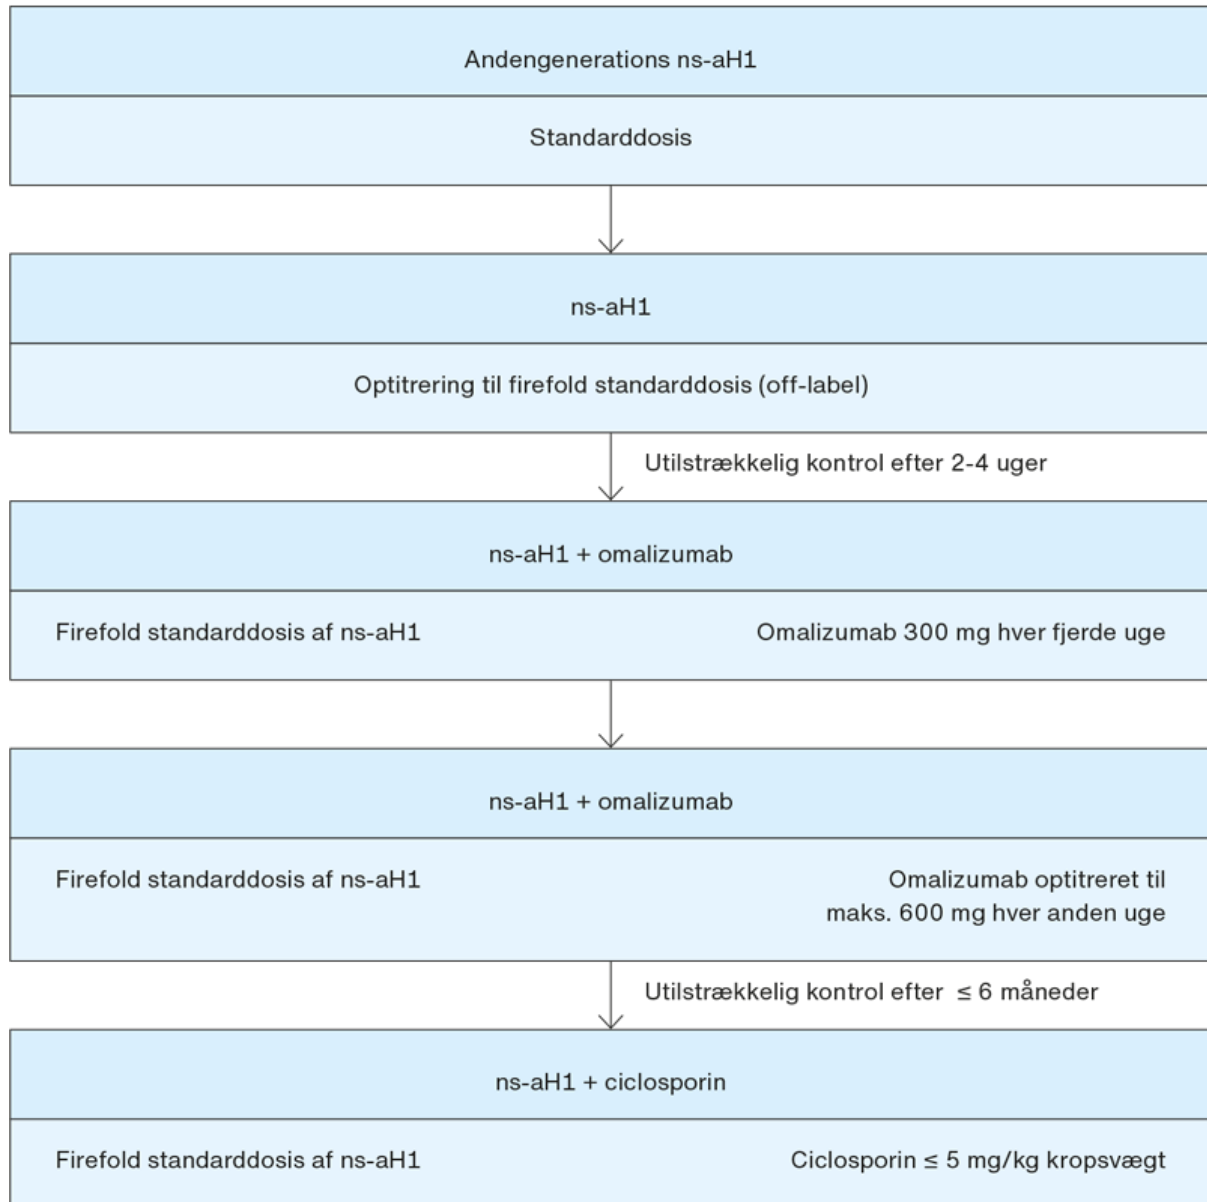 Andengenerations ns-aH1
Standarddosis
ns-aH1
Optitrering til firefold standarddosis (off-label)
Utilstrækkelig kontrol efter 2-4 uger
ns-aH1 + omalizumab
Firefold standarddosis af ns-aH1
Omalizumab 300 mg hver fjerde uge
ns-aH1 + omalizumab
Firefold standarddosis af ns-aH1
Omalizumab optitreret til
maks. 600 mg hver anden uge
Utilstrækkelig kontrol efter ≤ 6 måneder
ns-aH1 + ciclosporin
Firefold standarddosis af ns-aH1
Ciclosporin ≤ 5 mg/kg kropsvægt